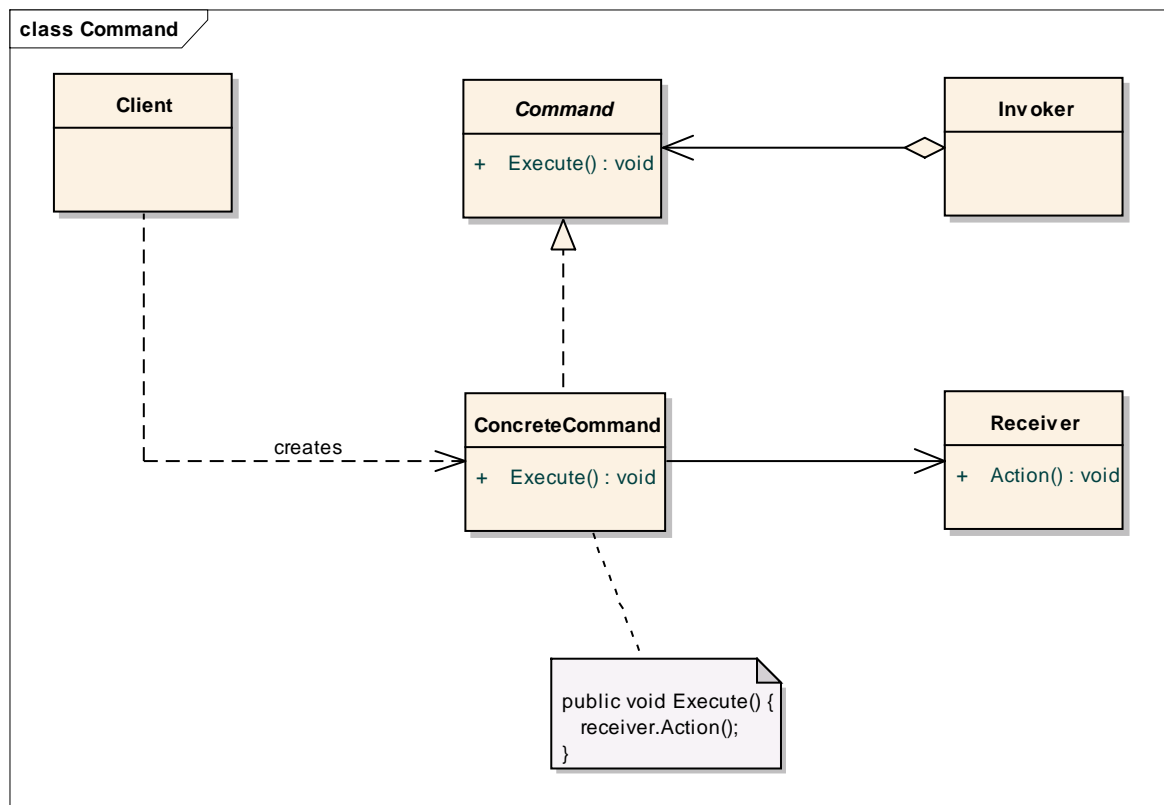 class Command
Client
Command
+ Execute() : void
Invoker
creates
ConcreteCommand
+ Execute() : void
Receiver
+ Action() : void
public void Execute() {
receiver.Action();
}